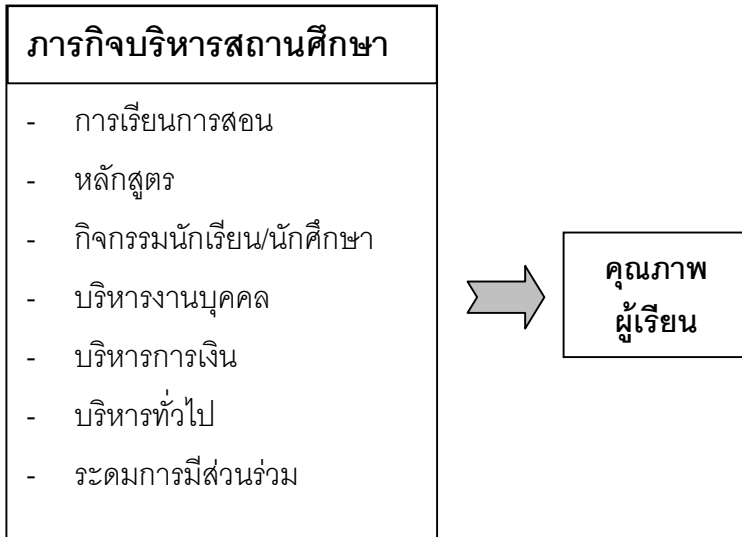 ภารกิจบริหารสถานศึกษา
- การเรียนการสอน
- หลักสูตร
- กิจกรรมนักเรียน/นักศึกษา
- บริหารงานบุคคล
- บริหารการเงิน
- บริหารทั่วไป
- ระดมการมีส่วนร่วม
คุณภาพ
ผู้เรียน